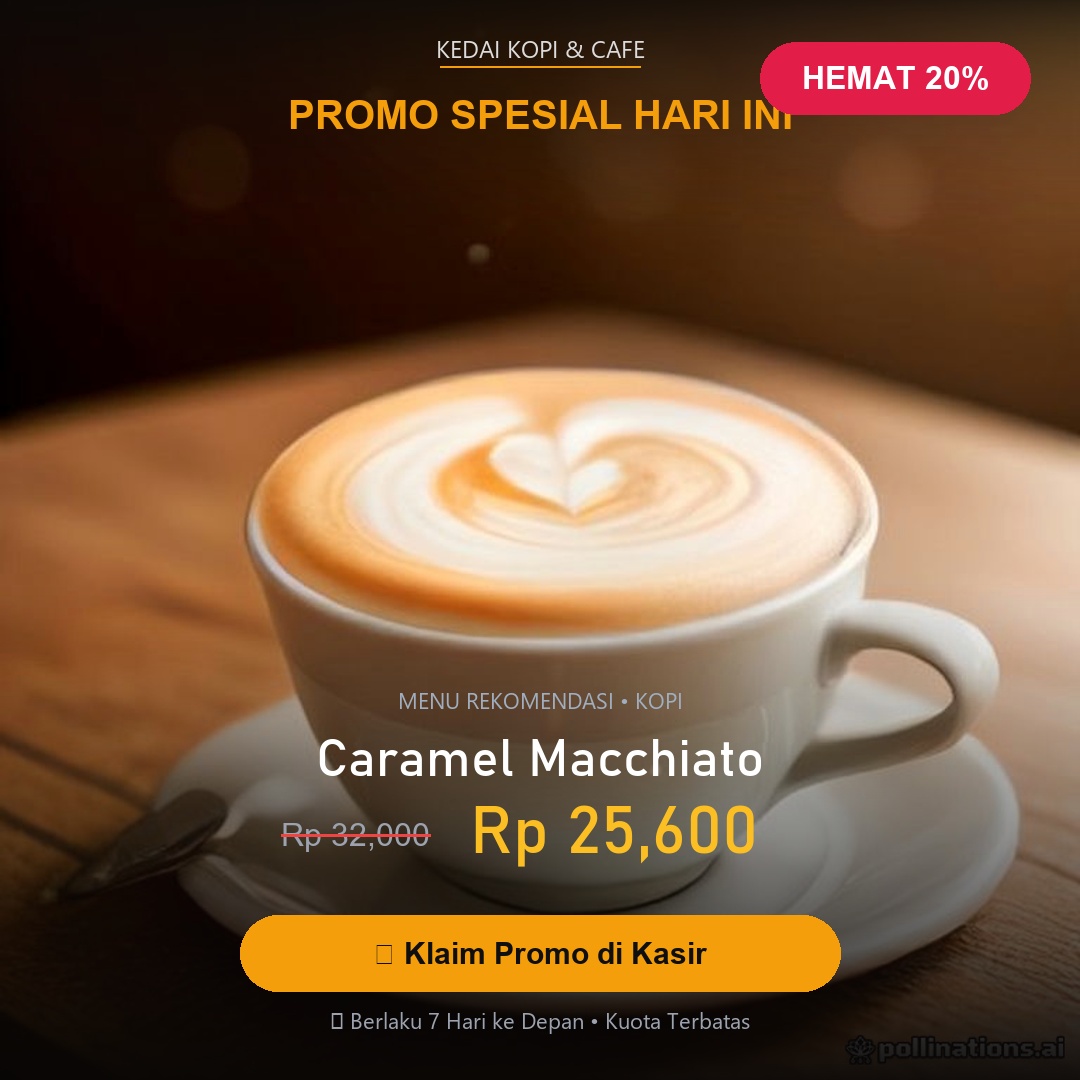 KEDAI KOPI & CAFE
HEMAT 20%
PROMO SPESIAL HARI INI
MENU REKOMENDASI • KOPI
Caramel Macchiato
Rp 32,000 Rp 25,600
Klaim Promo di Kasir
Berlaku 7 Hari ke Depan • Kuota Terbatas
pollinations.ai